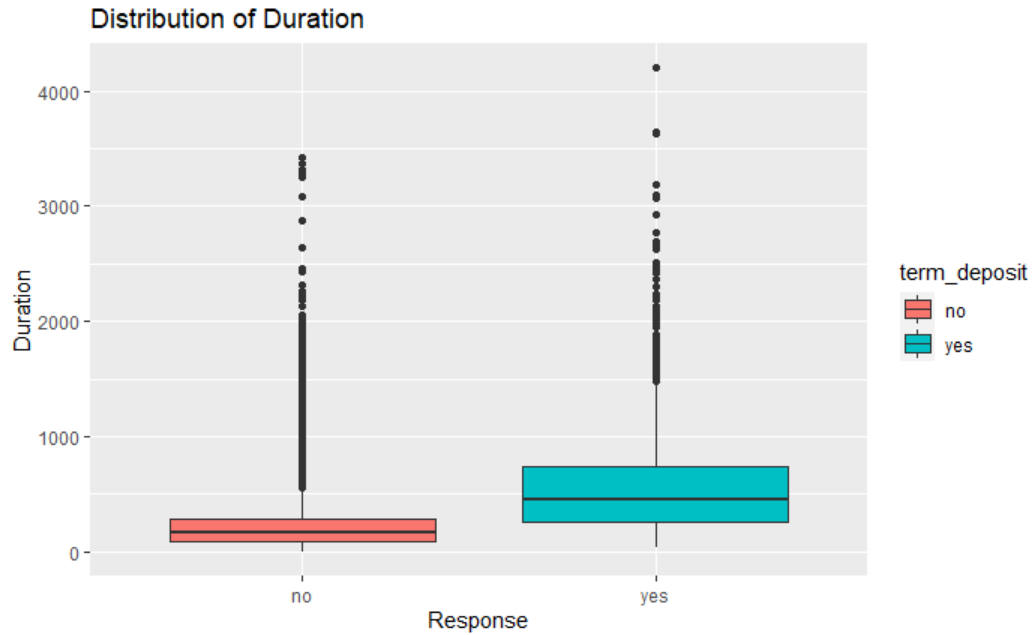 Distribution of Duration
4000
3000
2000
1000
0
Duration
no
yes
Response
term_deposit
no
yes